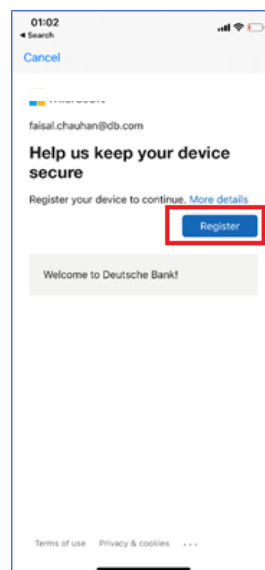 01:02
◀ Search
Cancel
faisal.chauhan@db.com
Help us keep your device
secure
Register your device to continue. More details
Register
Welcome to Deutsche Bank!
Terms of use Privacy & cookies ...